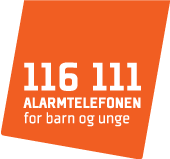 116 111
ALARMTELEFONEN
for barn og unge